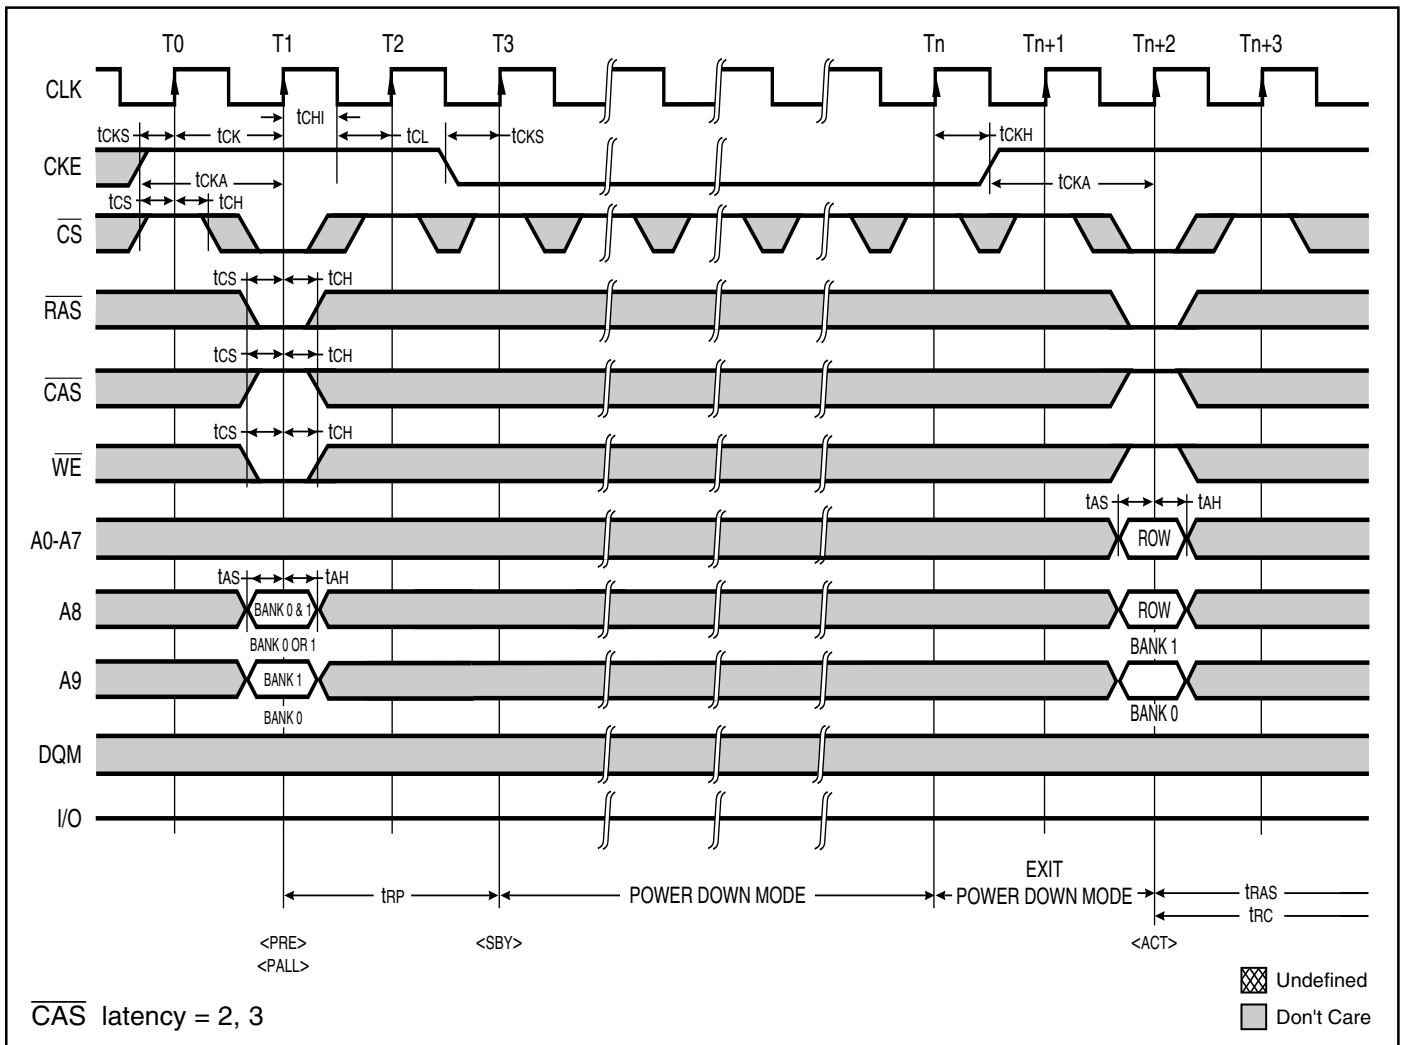 T0 T1 T2 T3 Tn Tn+1 Tn+2 Tn+3
CLK
tCHI
tCKS tCK tCL tCKS tCKH
CKE
tCKA tCKA
tCS tCH
CS
tCS tCH
RAS
tCS tCH
CAS
tCS tCH
WE
tAS tAH
A0-A7 ROW
tAS tAH
A8 BANK 0 & 1 ROW
BANK 0 OR 1 BANK 1
A9 BANK 1
BANK 0 BANK 0
DQM
I/O
EXIT
tRP POWER DOWN MODE POWER DOWN MODE tRAS
tRC
<PRE> <SBY> <ACT>
<PALL>
Undefined
CAS latency = 2, 3 Don't Care